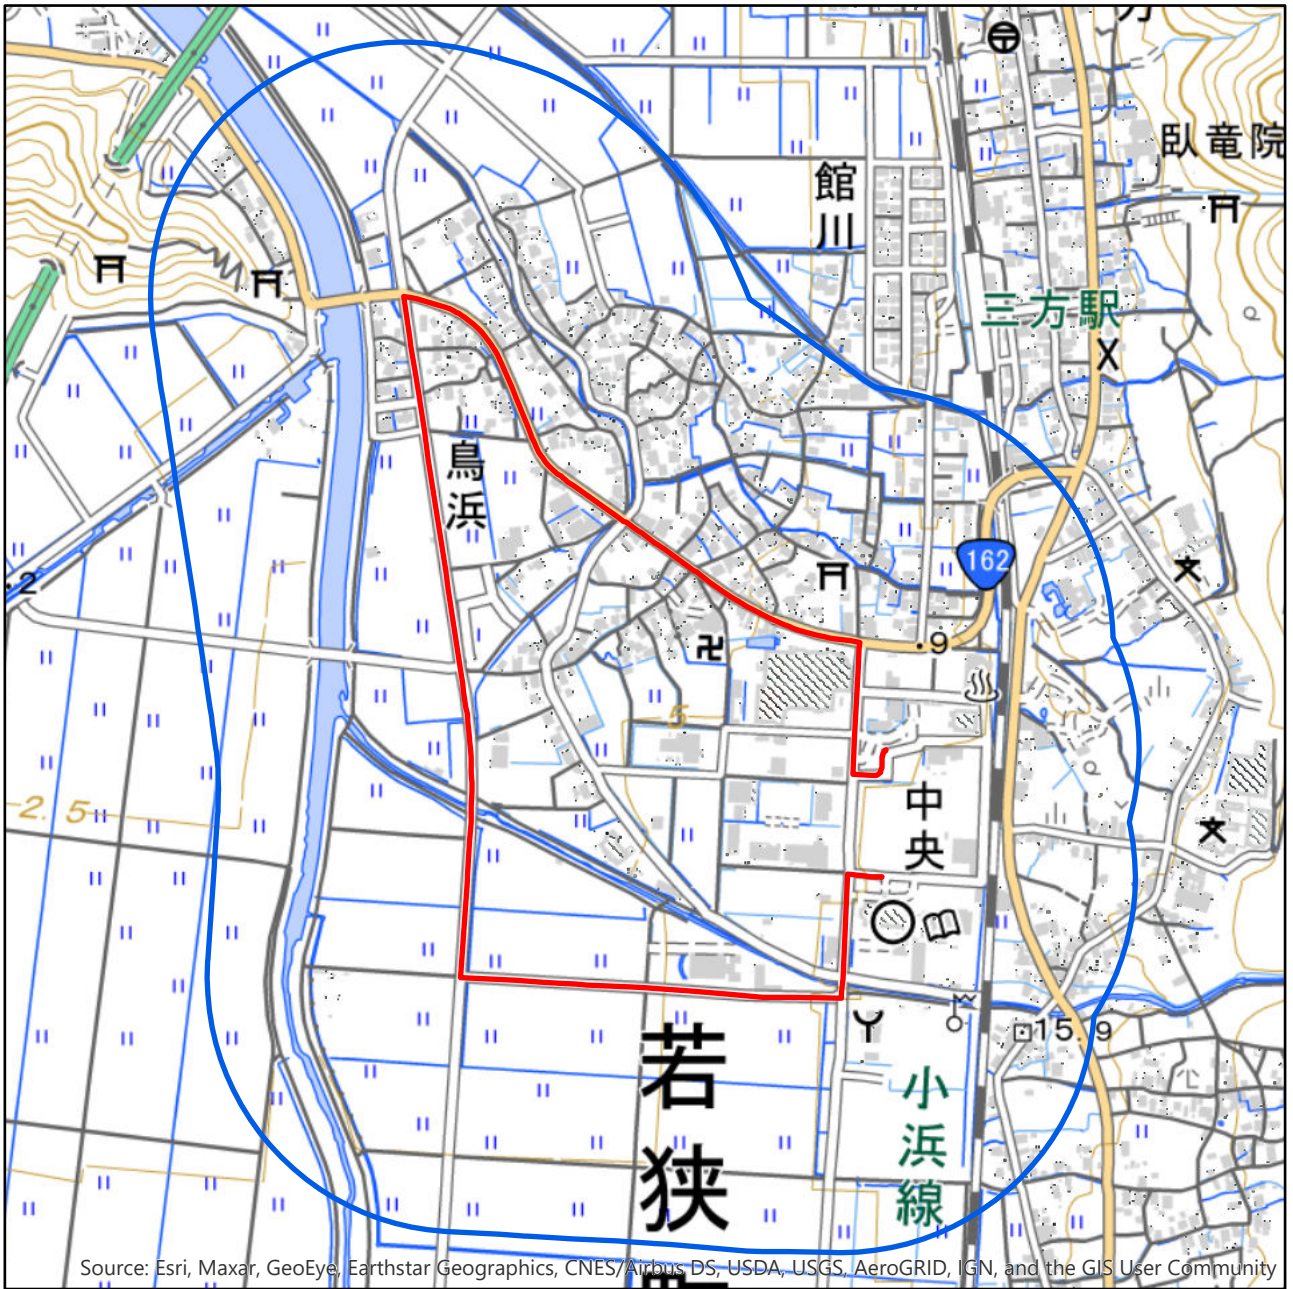 臥竜院
館川
三方駅
鳥浜
162
2
9
5
2.5
中央
15.9
若狭
小浜線
Source: Esri, Maxar, GeoEye, Earthstar Geographics, CNES/Airbus DS, USDA, USGS, AeroGRID, IGN, and the GIS User Community